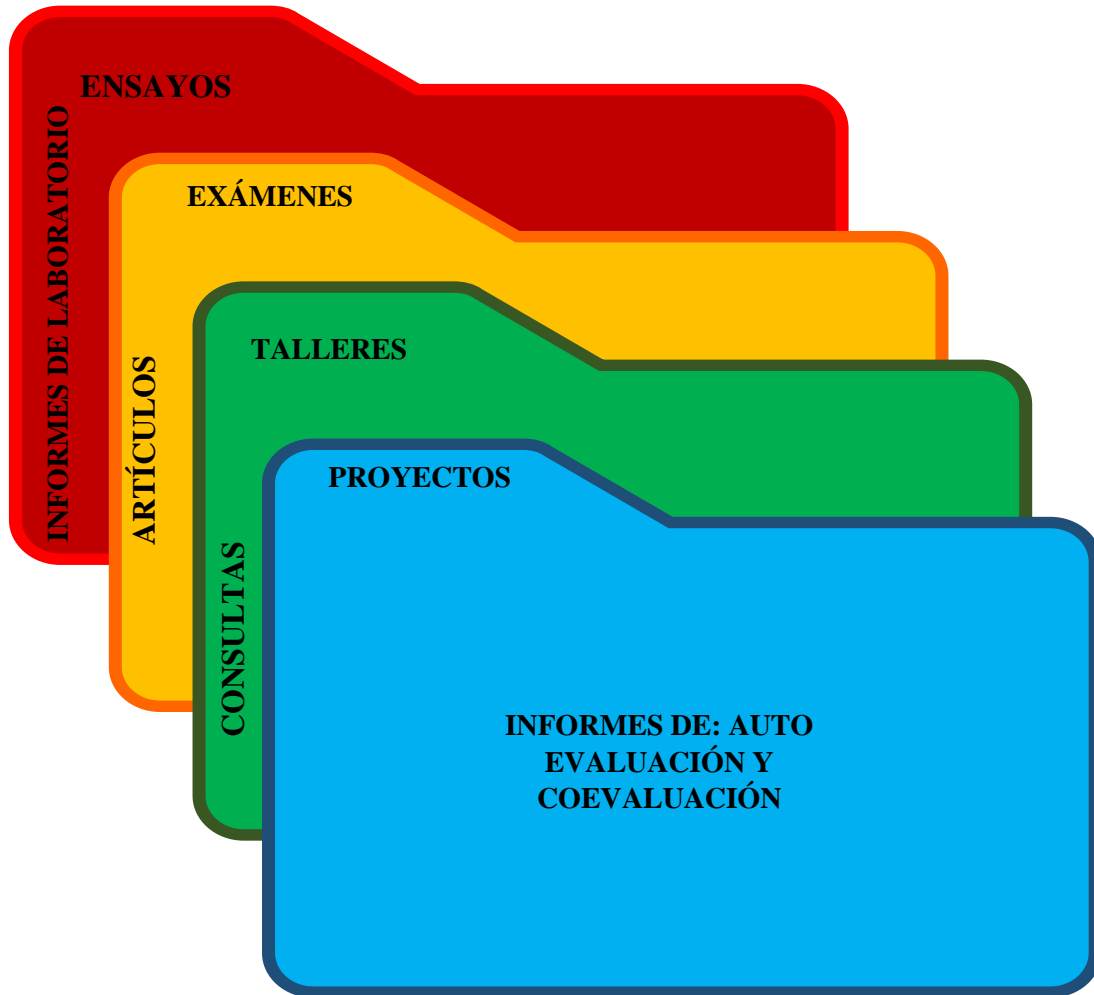 ENSAYOS
INFORMES DE LABORATORIO
EXÁMENES
ARTÍCULOS
TALLERES
CONSULTAS
PROYECTOS
INFORMES DE: AUTO
EVALUACIÓN Y
COEVALUACIÓN